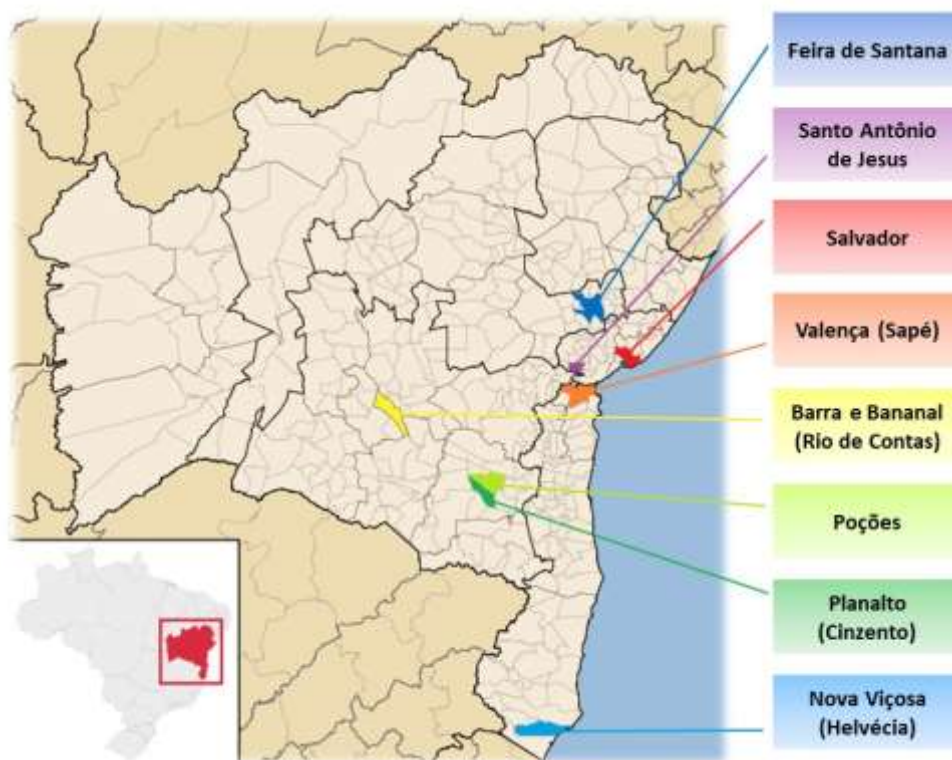 Feira de Santana
Santo Antônio
de Jesus
Salvador
Valença (Sapé)
Barra e Bananal
(Rio de Contas)
Poções
Planalto
(Cinzento)
Nova Viçosa
(Helvécia)